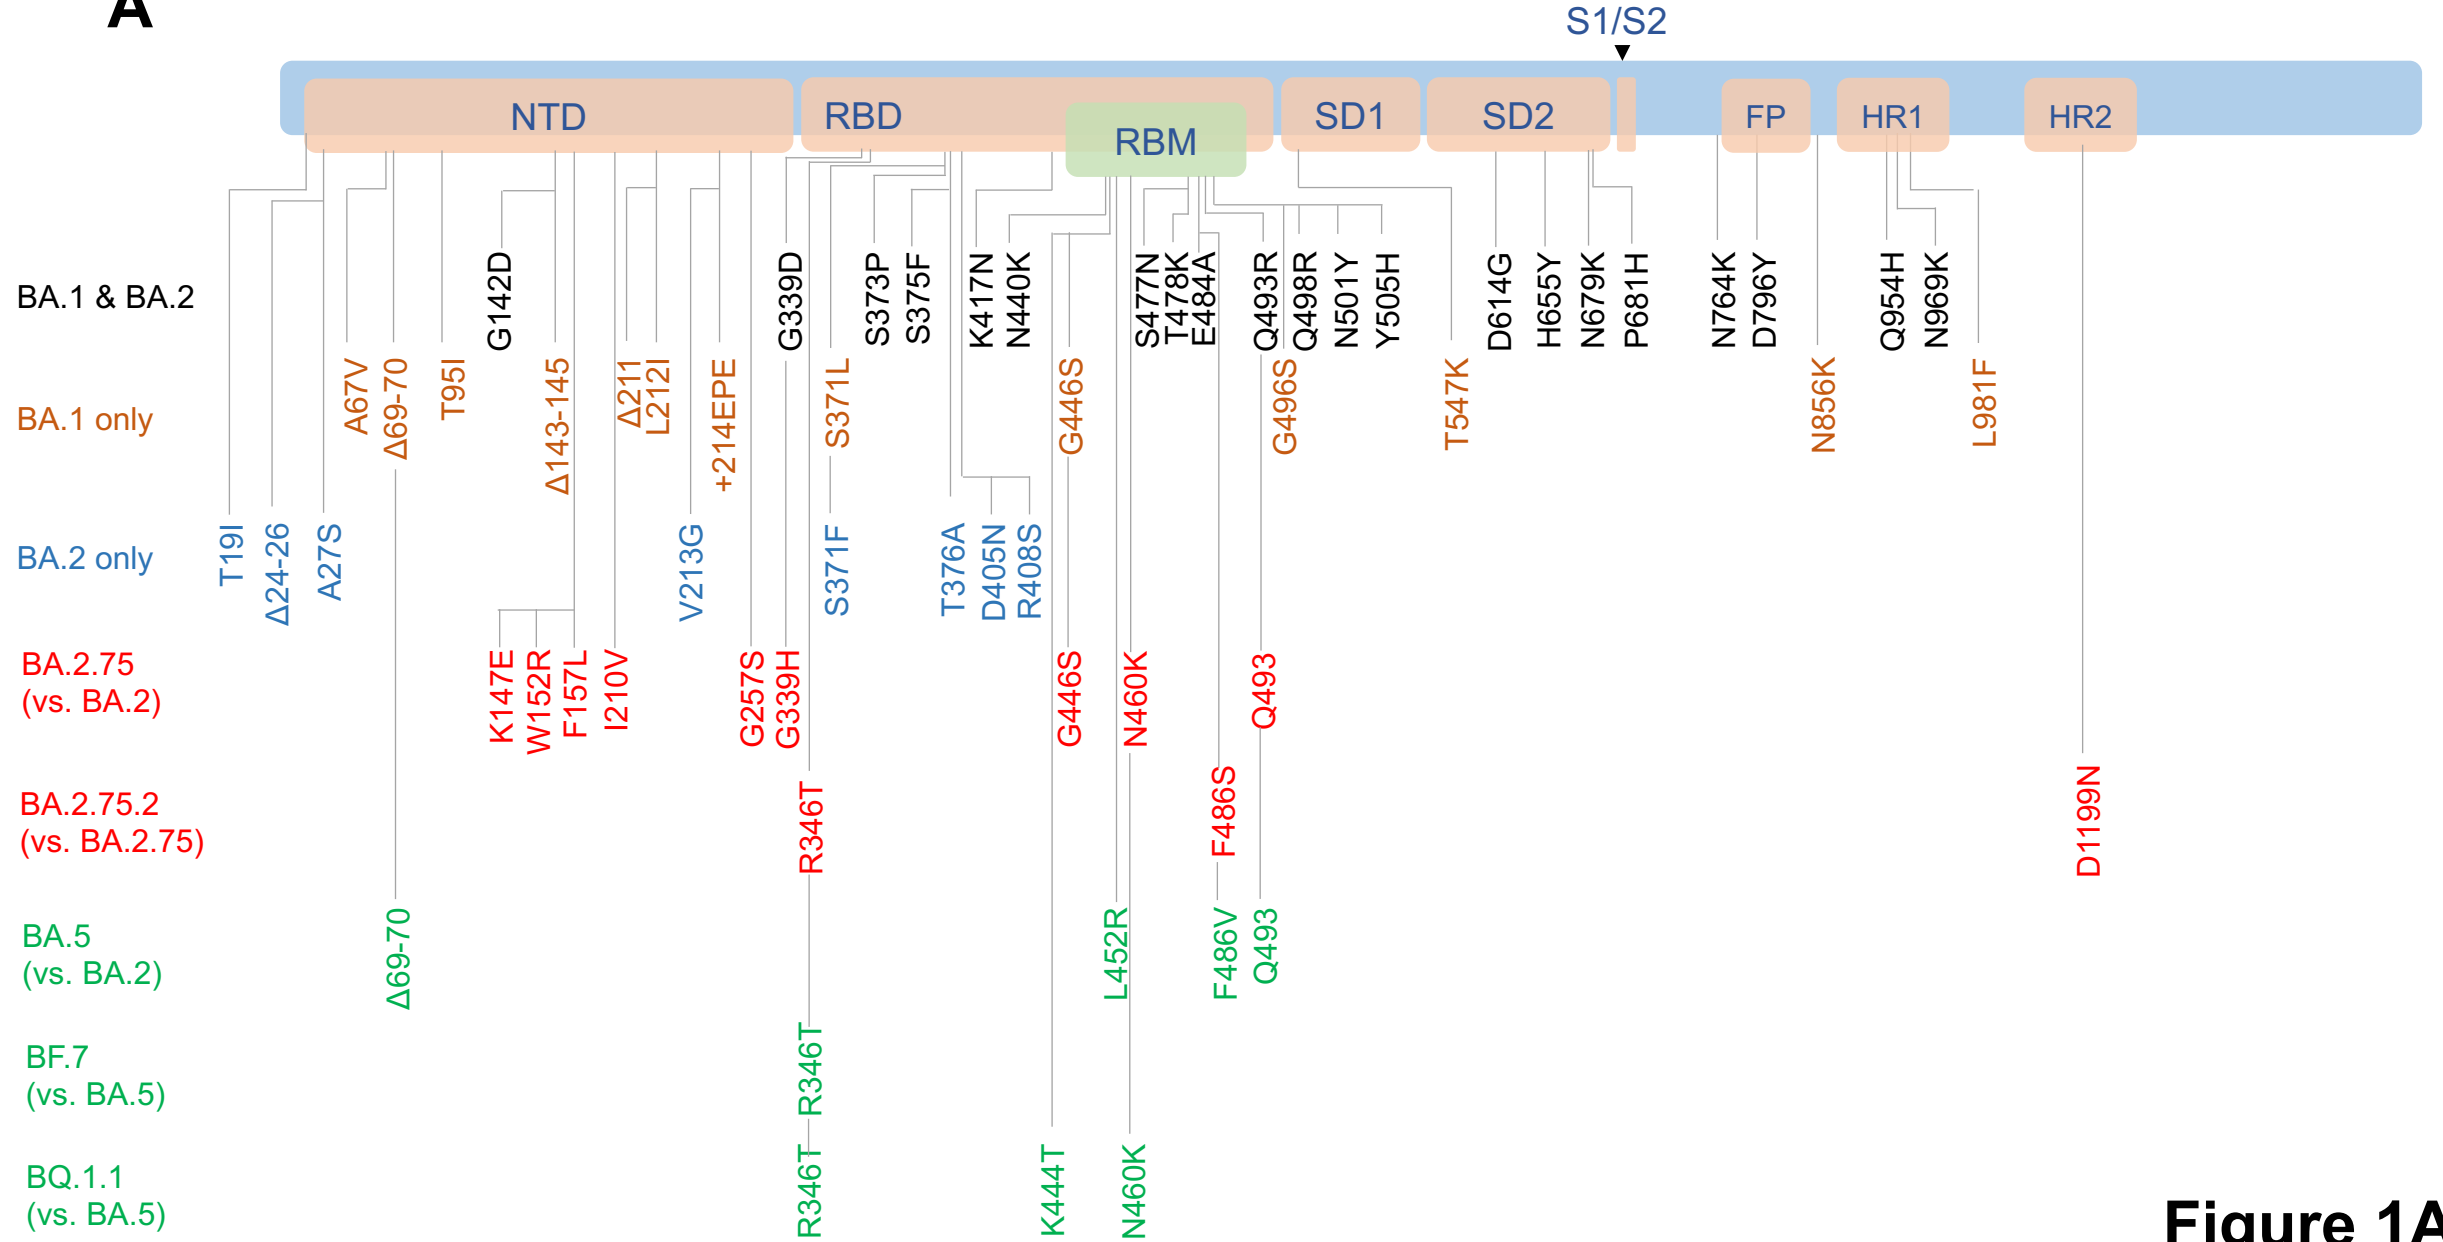 A
S1/S2
NTD
RBD
RBM
SD1
SD2
FP
HR1
HR2
BA.1 & BA.2
G142D
G339D
S373P
S375F
K417N
N440K
S477N
T478K
E484A
Q493R
Q498R
N501Y
Y505H
D614G
H655Y
N679K
P681H
N764K
D796Y
Q954H
N969K
BA.1 only
A67V
Δ69-70
T95I
Δ143-145
Δ211
L212I
+214EPE
S371L
G446S
G496S
T547K
N856K
L981F
BA.2 only
T19I
Δ24-26
A27S
V213G
S371F
T376A
D405N
R408S
BA.2.75
(vs. BA.2)
K147E
W152R
F157L
I210V
G257S
G339H
G446S
N460K
Q493
BA.2.75.2
(vs. BA.2.75)
R346T
F486S
D1199N
BA.5
(vs. BA.2)
Δ69-70
L452R
F486V
Q493
BF.7
(vs. BA.5)
R346T
BQ.1.1
(vs. BA.5)
R346T
K444T
N460K
Figure 1A